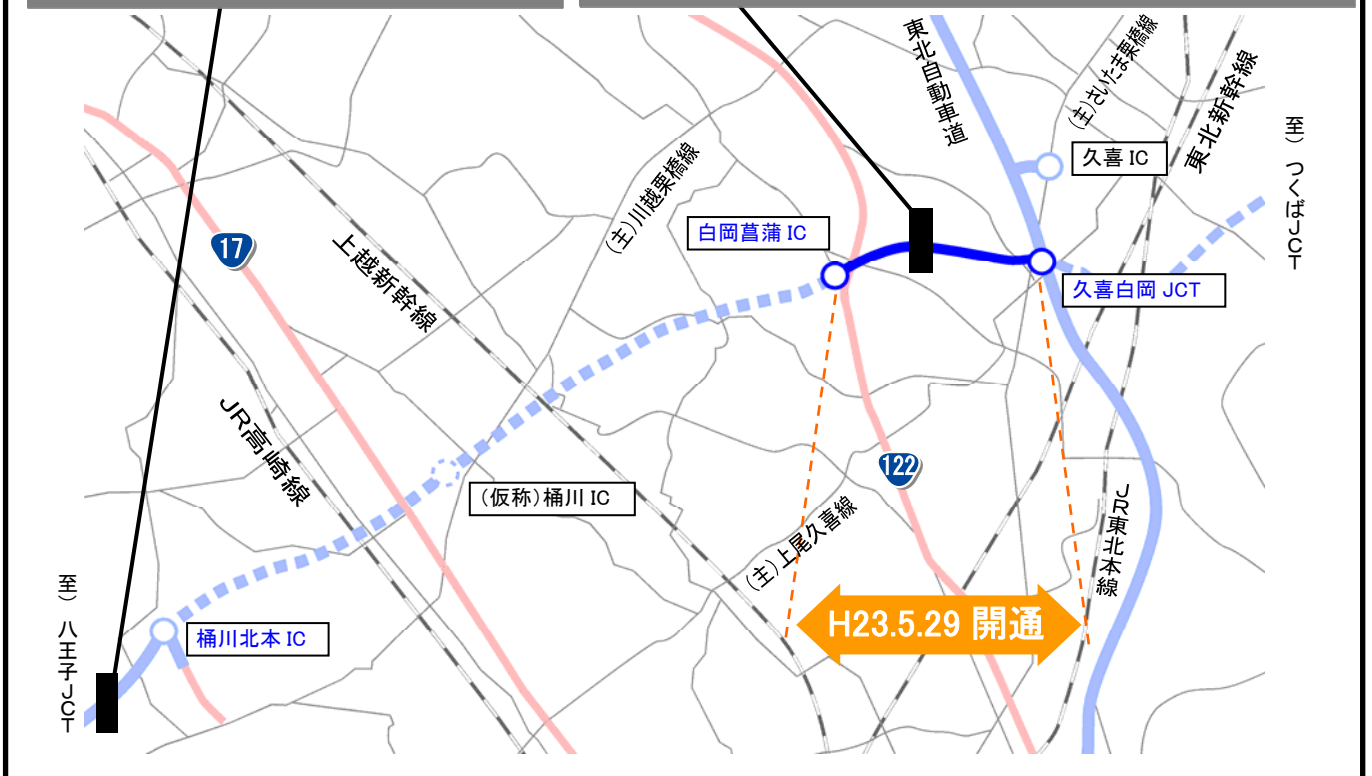 東北自動車道
(主)さいたま栗橋線
東北新幹線
至） つくばJCT
久喜 IC
(主)川越栗橋線
白岡菖蒲 IC
17
上越新幹線
久喜白岡 JCT
JR高崎線
122
(仮称)桶川 IC
(主)上尾久喜線
JR東北本線
至） 八王子JCT
H23.5.29 開通
桶川北本 IC